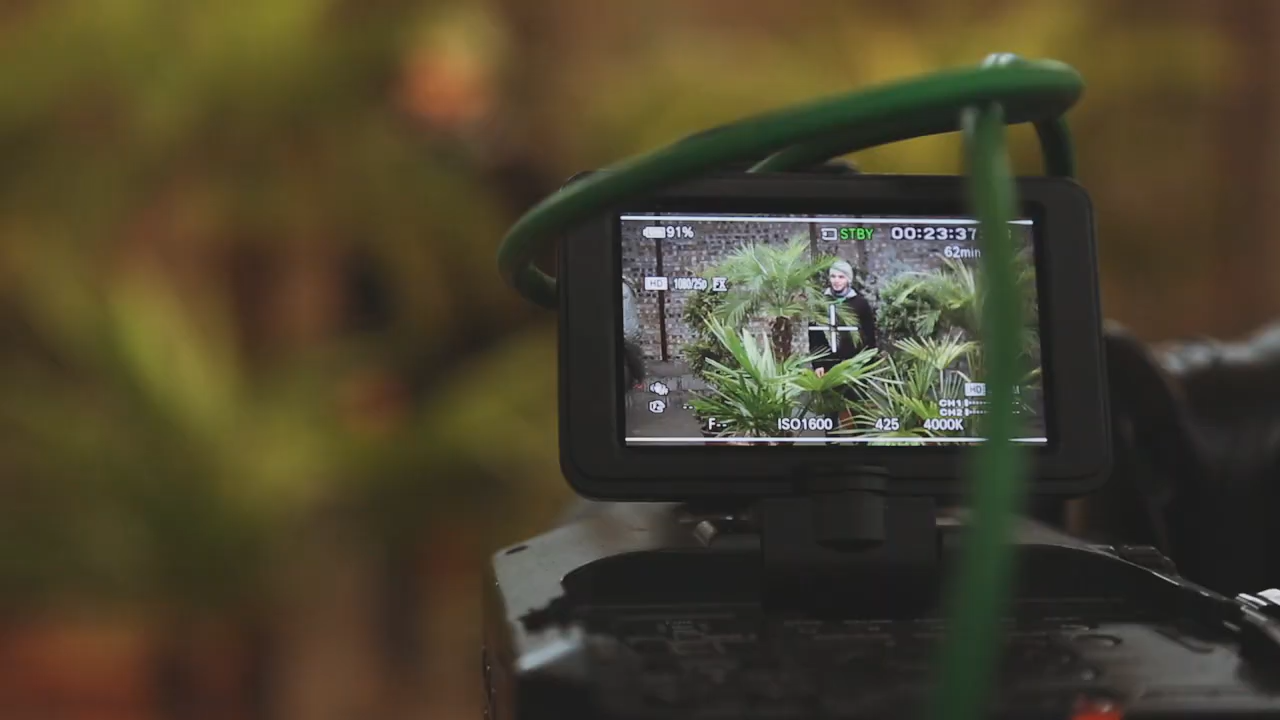 91% STBY 00:23:37
62min
HD 1080/25p FX
HD
CH1
CH2
F-- ISO1600 425 4000K